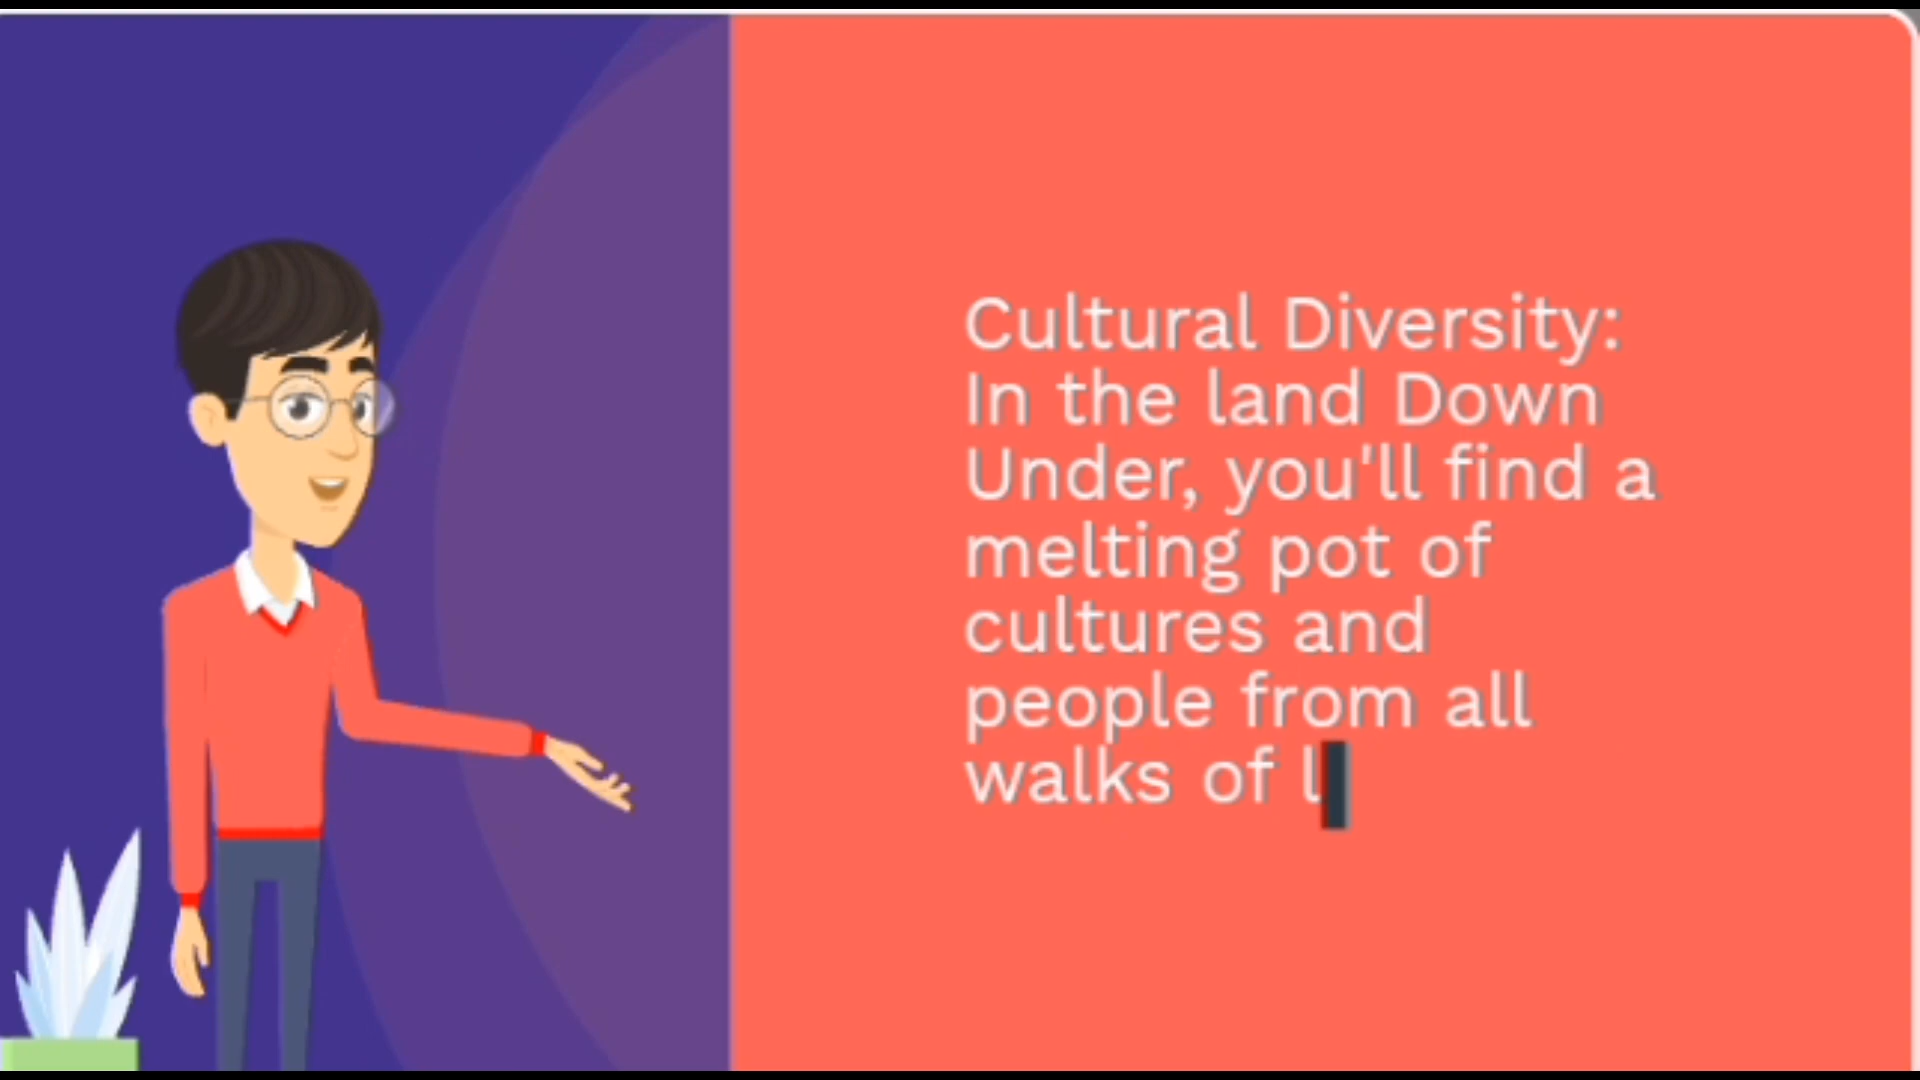 Cultural Diversity:
In the land Down
Under, you'll find a
melting pot of
cultures and
people from all
walks of l